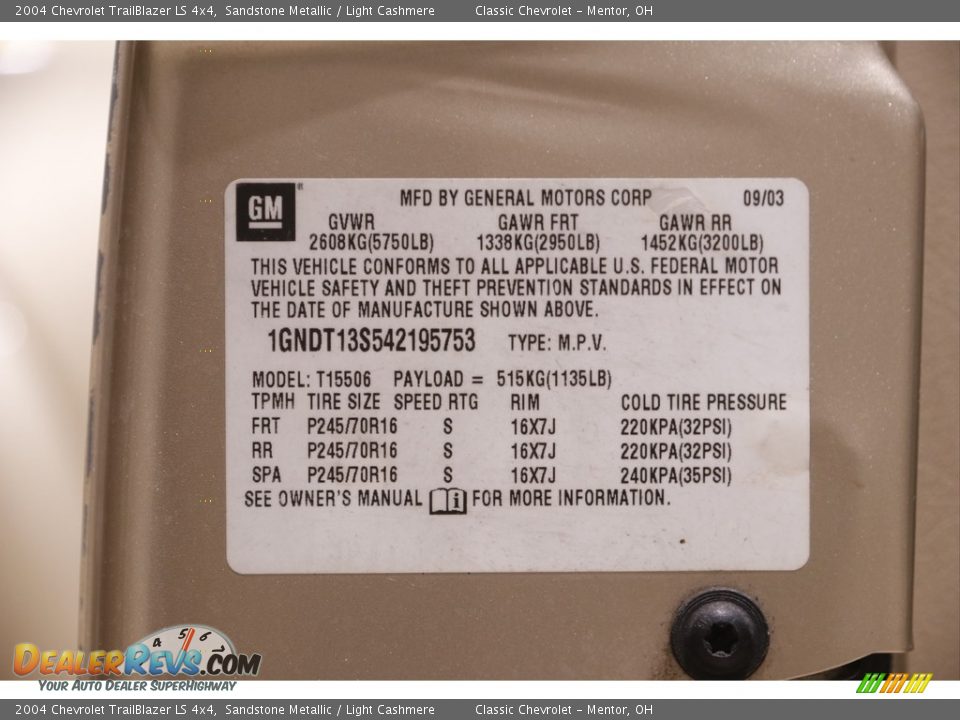 2004 Chevrolet TrailBlazer LS 4x4, Sandstone Metallic / Light Cashmere Classic Chevrolet – Mentor, OH
GM ® MFD BY GENERAL MOTORS CORP 09/03
GVWR GAWR FRT GAWR RR
2608KG(5750LB) 1338KG(2950LB) 1452KG(3200LB)
THIS VEHICLE CONFORMS TO ALL APPLICABLE U.S. FEDERAL MOTOR
VEHICLE SAFETY AND THEFT PREVENTION STANDARDS IN EFFECT ON
THE DATE OF MANUFACTURE SHOWN ABOVE.
1GNDT13S542195753 TYPE: M.P.V.
MODEL: T15506 PAYLOAD = 515KG(1135LB)
TPMH TIRE SIZE SPEED RTG RIM COLD TIRE PRESSURE
FRT P245/70R16 S 16X7J 220KPA(32PSI)
RR P245/70R16 S 16X7J 220KPA(32PSI)
SPA P245/70R16 S 16X7J 240KPA(35PSI)
SEE OWNER'S MANUAL i FOR MORE INFORMATION.
4 5 6 7
DEALERREVS.COM
YOUR AUTO DEALER SUPERHIGHWAY
2004 Chevrolet TrailBlazer LS 4x4, Sandstone Metallic / Light Cashmere Classic Chevrolet – Mentor, OH